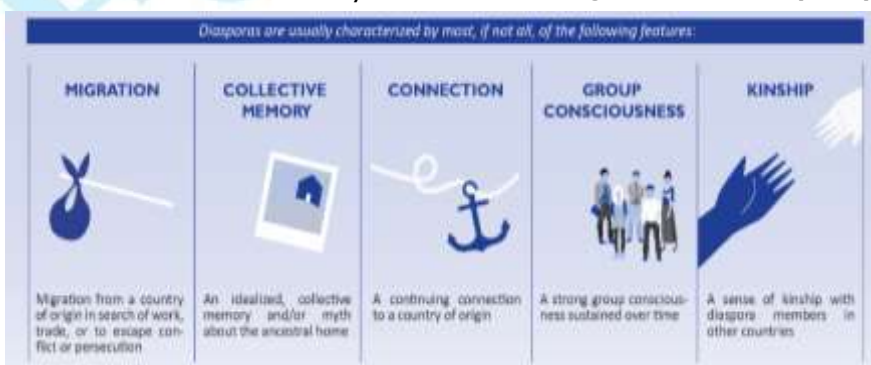 Diasporas are usually characterized by most, if not all, of the following features:
MIGRATION
Migration from a country
of origin in search of work,
trade, or to escape con-
flict or persecution
COLLECTIVE
MEMORY
An idealized, collective
memory and/or myth
about the ancestral home
CONNECTION
A continuing connection
to a country of origin
GROUP
CONSCIOUSNESS
A strong group conscious-
ness sustained over time
KINSHIP
A sense of kinship with
diaspora members in
other countries